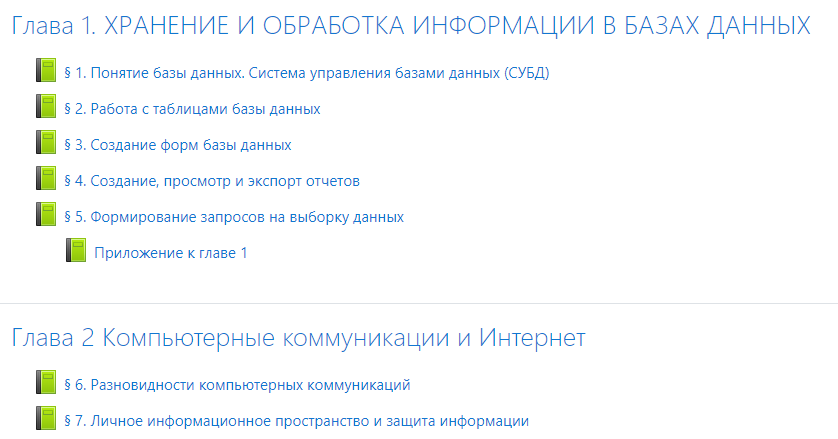 Глава 1. ХРАНЕНИЕ И ОБРАБОТКА ИНФОРМАЦИИ В БАЗАХ ДАННЫХ
§ 1. Понятие базы данных. Система управления базами данных (СУБД)
§ 2. Работа с таблицами базы данных
§ 3. Создание форм базы данных
§ 4. Создание, просмотр и экспорт отчетов
§ 5. Формирование запросов на выборку данных
Приложение к главе 1
Глава 2 Компьютерные коммуникации и Интернет
§ 6. Разновидности компьютерных коммуникаций
§ 7. Личное информационное пространство и защита информации